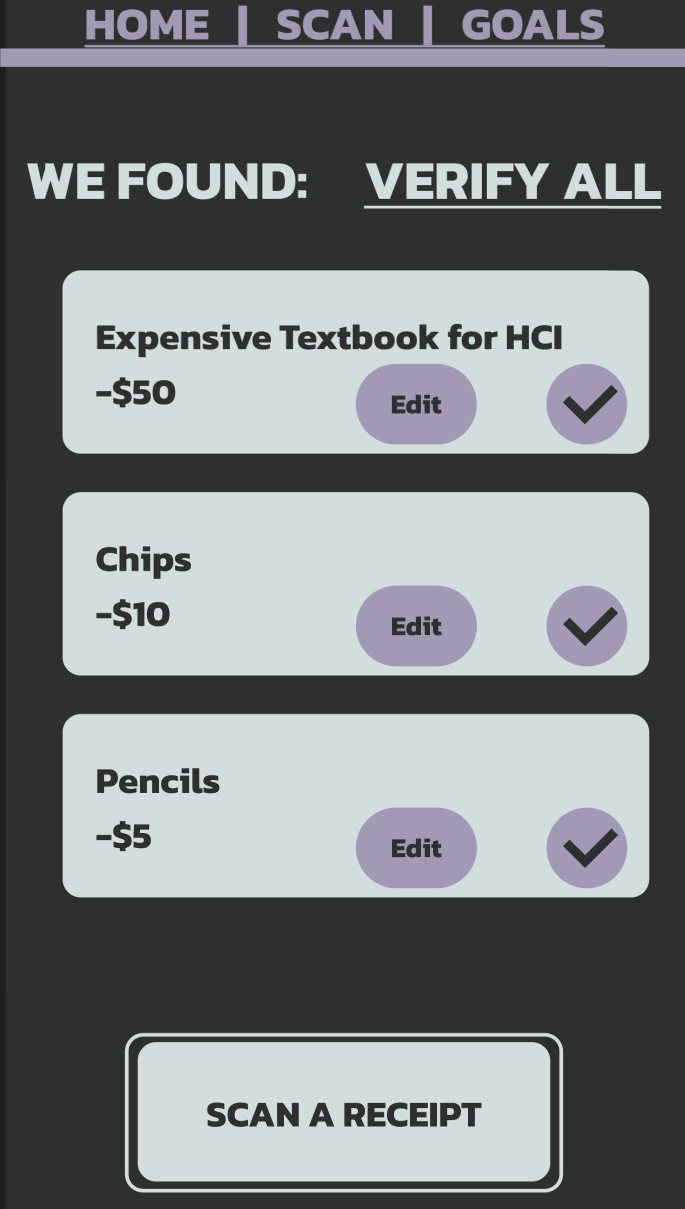 HOME | SCAN | GOALS
WE FOUND: VERIFY ALL
Expensive Textbook for HCI
-$50
Edit
Chips
-$10
Edit
Pencils
-$5
Edit
SCAN A RECEIPT